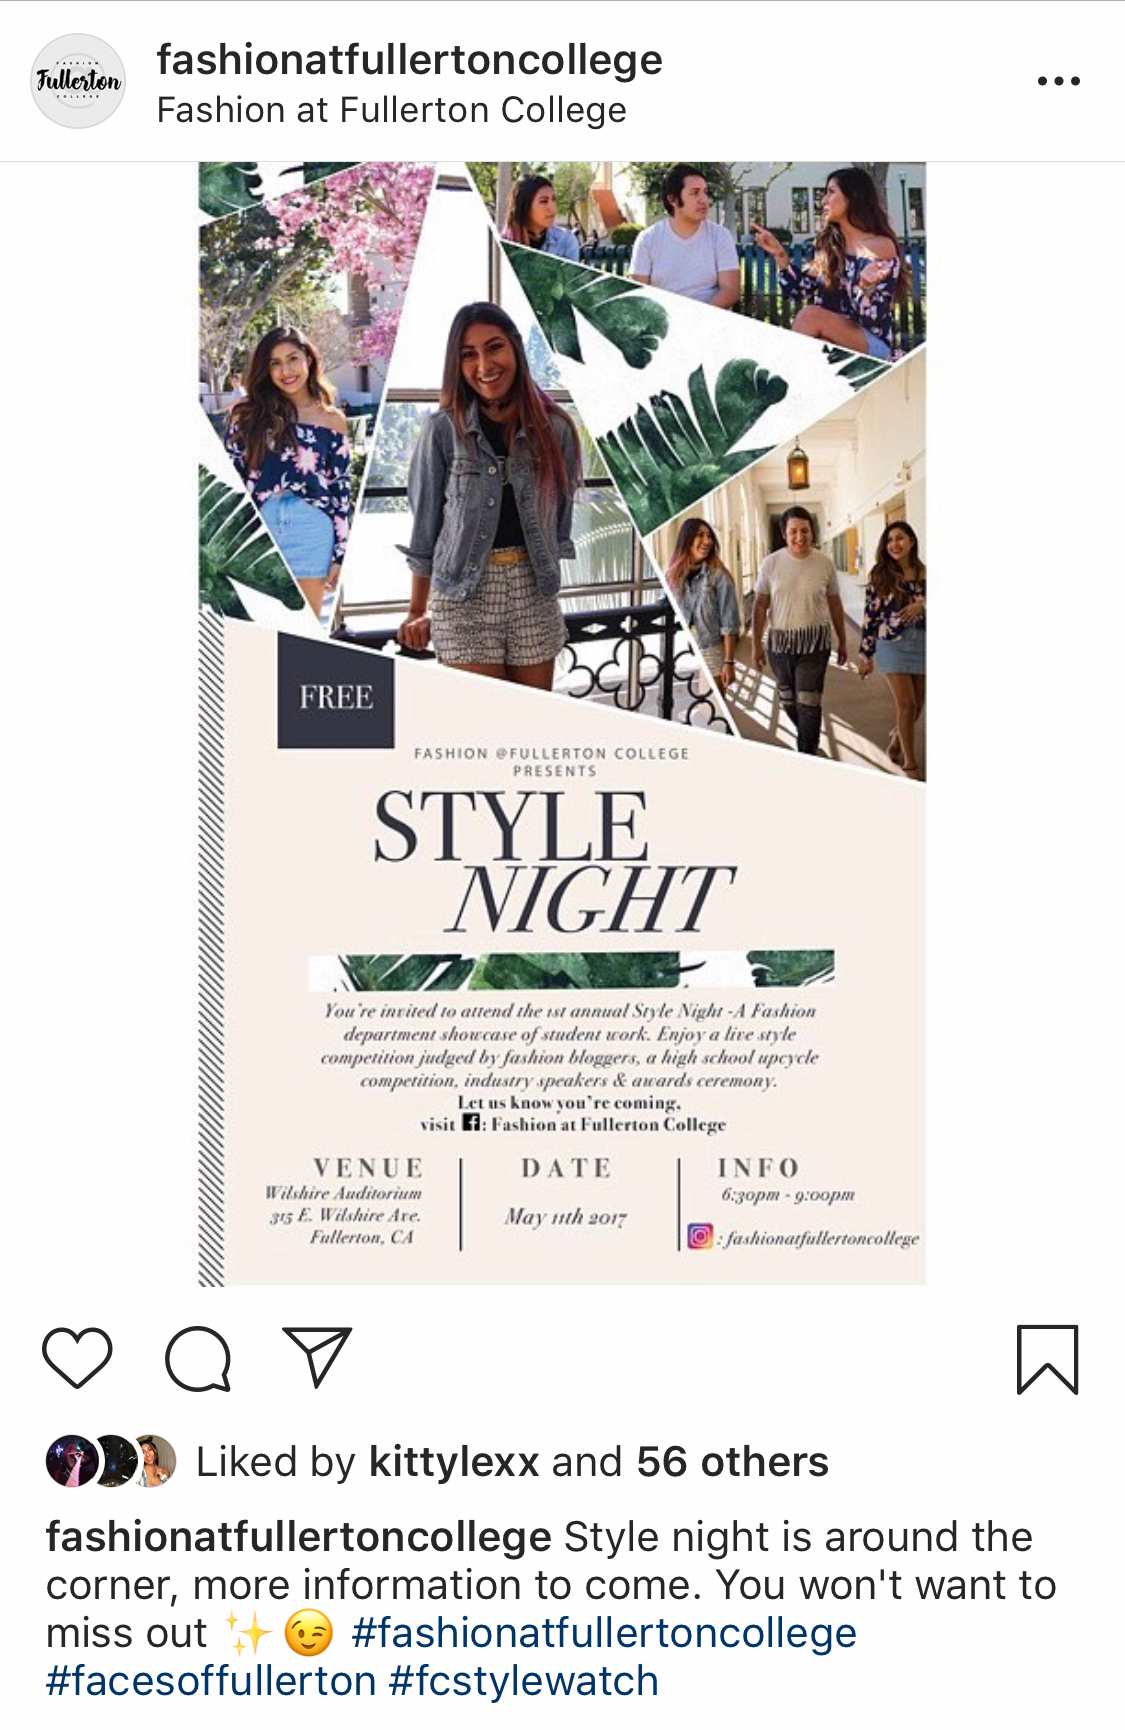 FASHION
Fullerton
COLLEGE
fashionatfullertoncollege
Fashion at Fullerton College
FREE
FASHION @FULLERTON COLLEGE
PRESENTS
STYLE
NIGHT
You're invited to attend the 1st annual Style Night -A Fashion
department showcase of student work. Enjoy a live style
competition judged by fashion bloggers, a high school upcycle
competition, industry speakers & awards ceremony.
Let us know you're coming,
visit f: Fashion at Fullerton College
VENUE
Wilshire Auditorium
315 E. Wilshire Ave.
Fullerton, CA
DATE
May 11th 2017
INFO
6:30pm - 9:00pm
: fashionatfullertoncollege
Liked by kittylexx and 56 others
fashionatfullertoncollege Style night is around the
corner, more information to come. You won't want to
miss out ✨😉 #fashionatfullertoncollege
#facesoffullerton #fcstylewatch